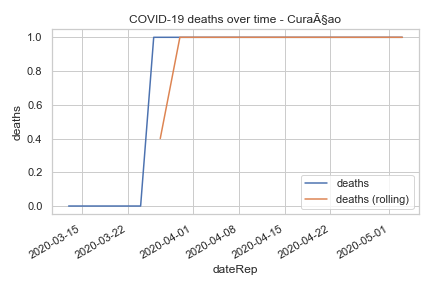 COVID-19 deaths over time - CuraÃ§ao
deaths
1.0
0.8
0.6
0.4
0.2
0.0
deaths
deaths (rolling)
2020-03-15
2020-03-22
2020-04-01
2020-04-08
2020-04-15
2020-04-22
2020-05-01
dateRep